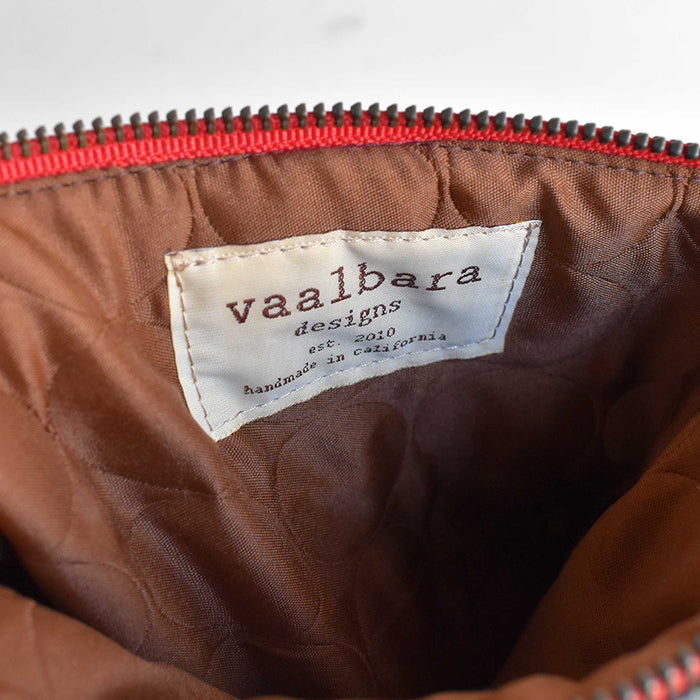 vaalbara
designs
est. 2010
handmade in california